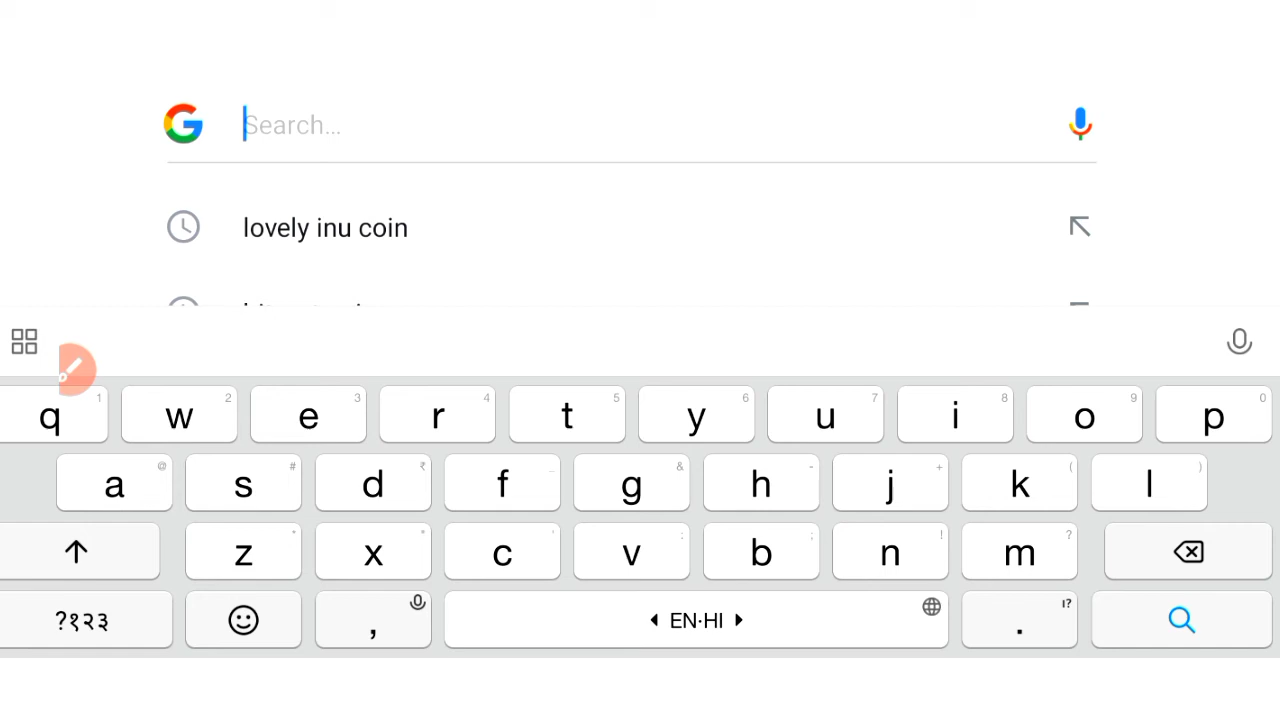 Search...
lovely inu coin
q 1 w 2 e 3 r 4 t 5 y 6 u 7 i 8 o 9 p 0
a @ s # d ₹ f _ g & h - j + k ( l )
z x c v b n ! m ?
?१२३ , EN·HI . !?